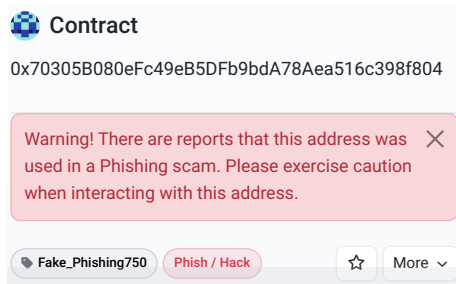 Contract
0x70305B080eFc49eB5DFb9bdA78Aea516c398f804
Warning! There are reports that this address was
used in a Phishing scam. Please exercise caution
when interacting with this address.
Fake_Phishing750 Phish / Hack More